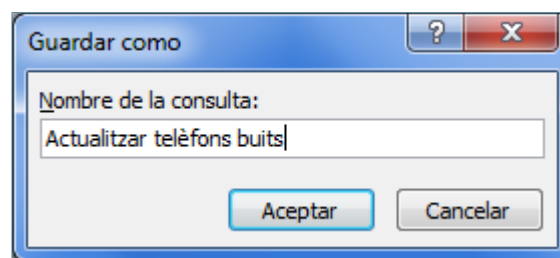 Guardar como
?
Nombre de la consulta:
Actualitzar telèfons buits
Aceptar Cancelar